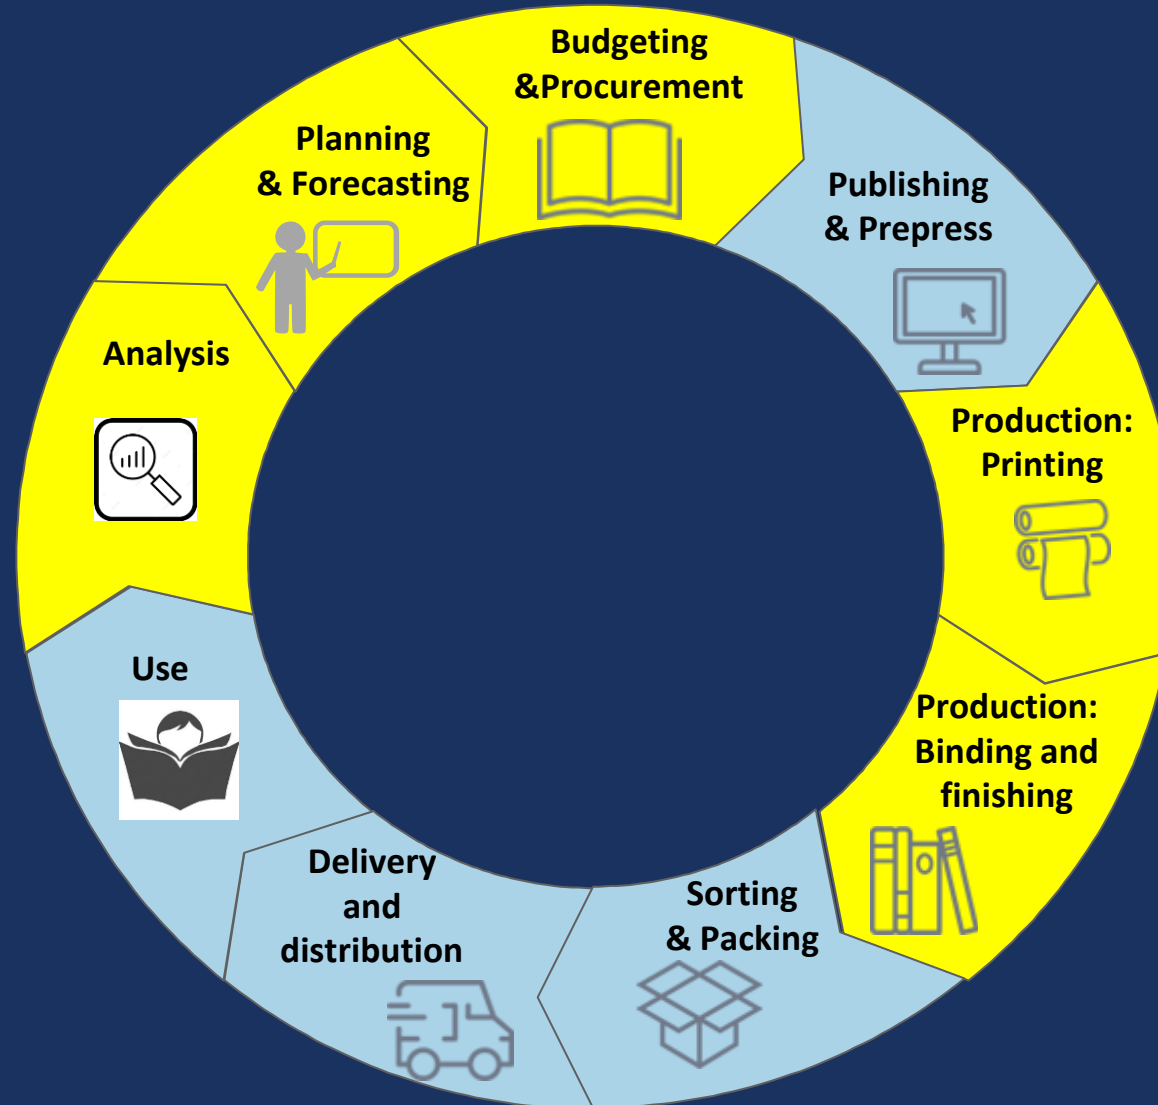 Budgeting
&Procurement
Publishing
& Prepress
Production:
Printing
Production:
Binding and
finishing
Sorting
& Packing
Delivery
and
distribution
Use
Analysis
Planning
& Forecasting